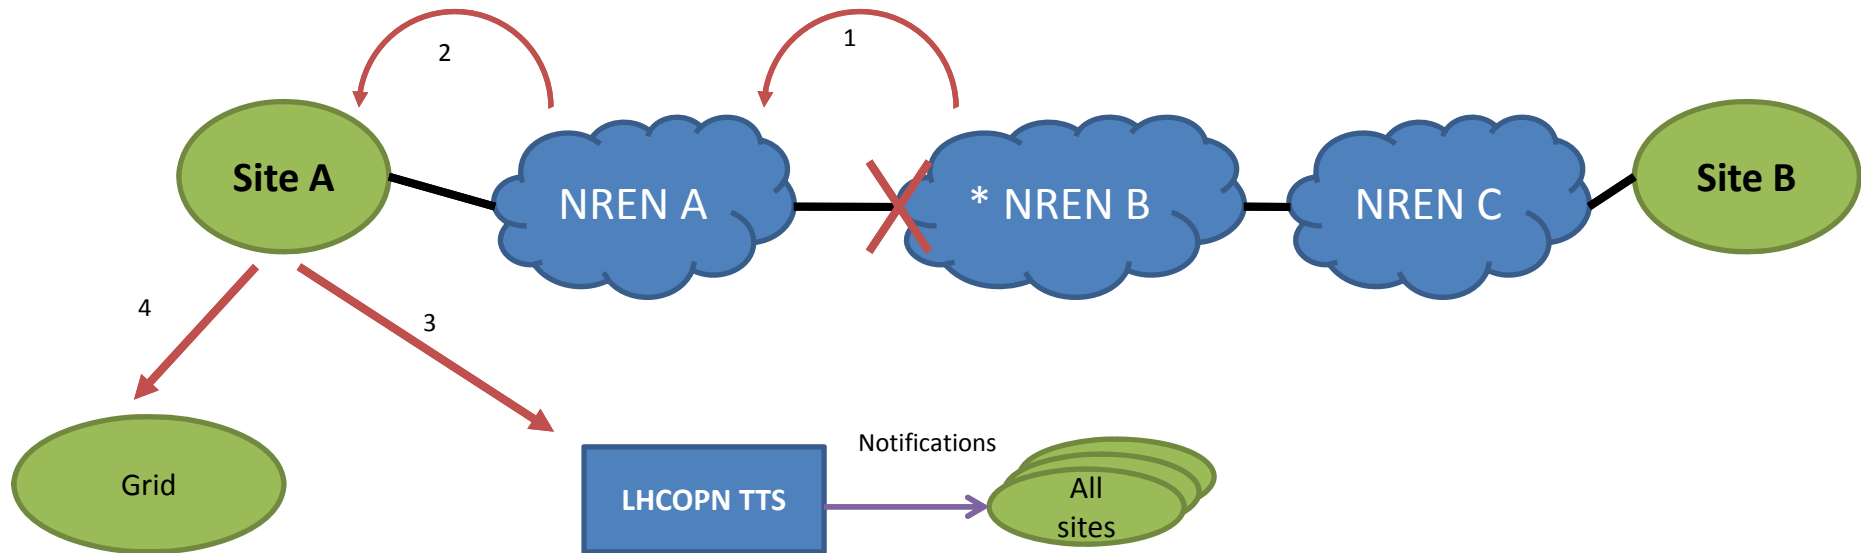 2
1
Site A
NREN A
* NREN B
NREN C
Site B
4
3
Grid
LHCOPN TTS
Notifications
All
sites